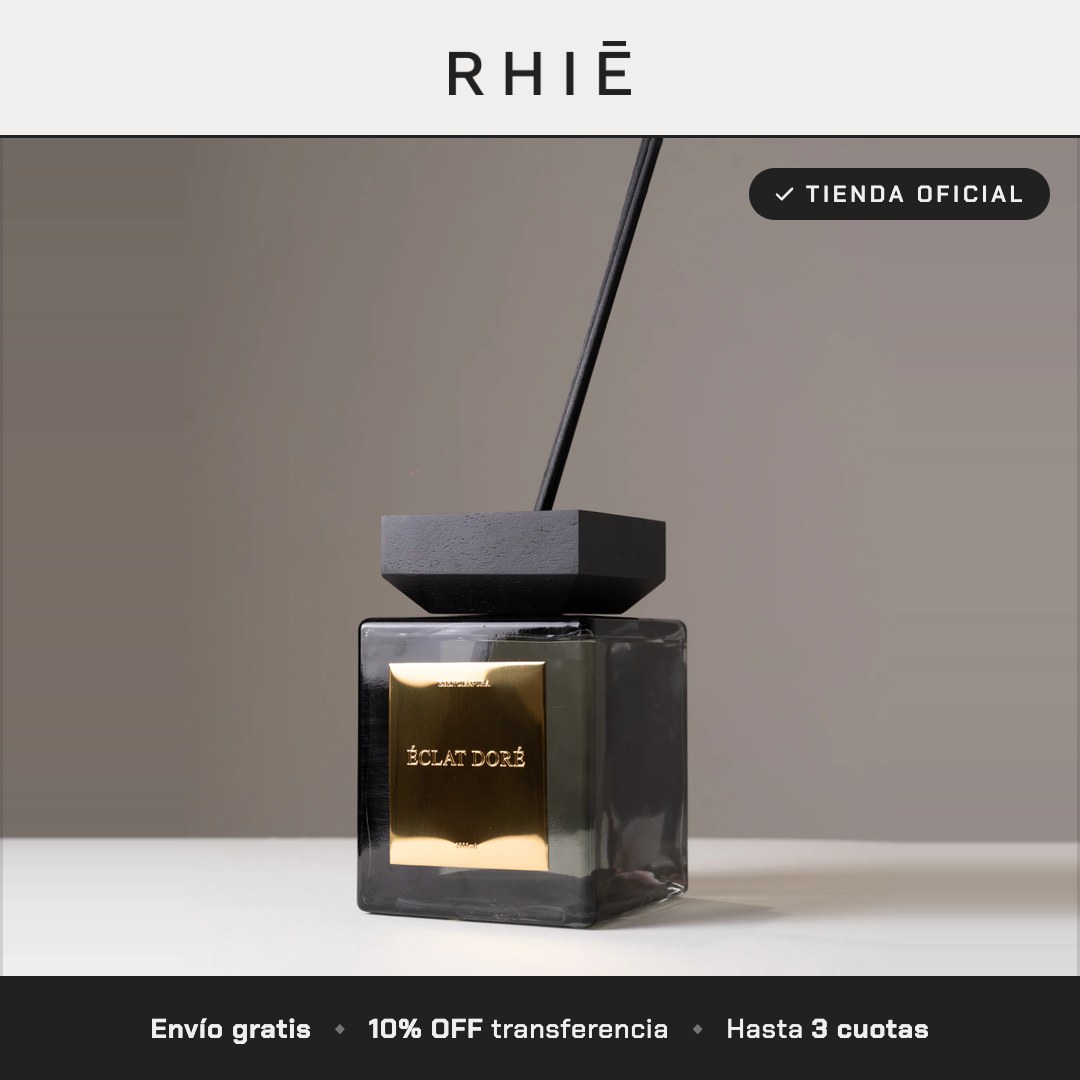 RHIĒ
✓ TIENDA OFICIAL
ÉCLAT DORÉ
Envío gratis ◆ 10% OFF transferencia ◆ Hasta 3 cuotas